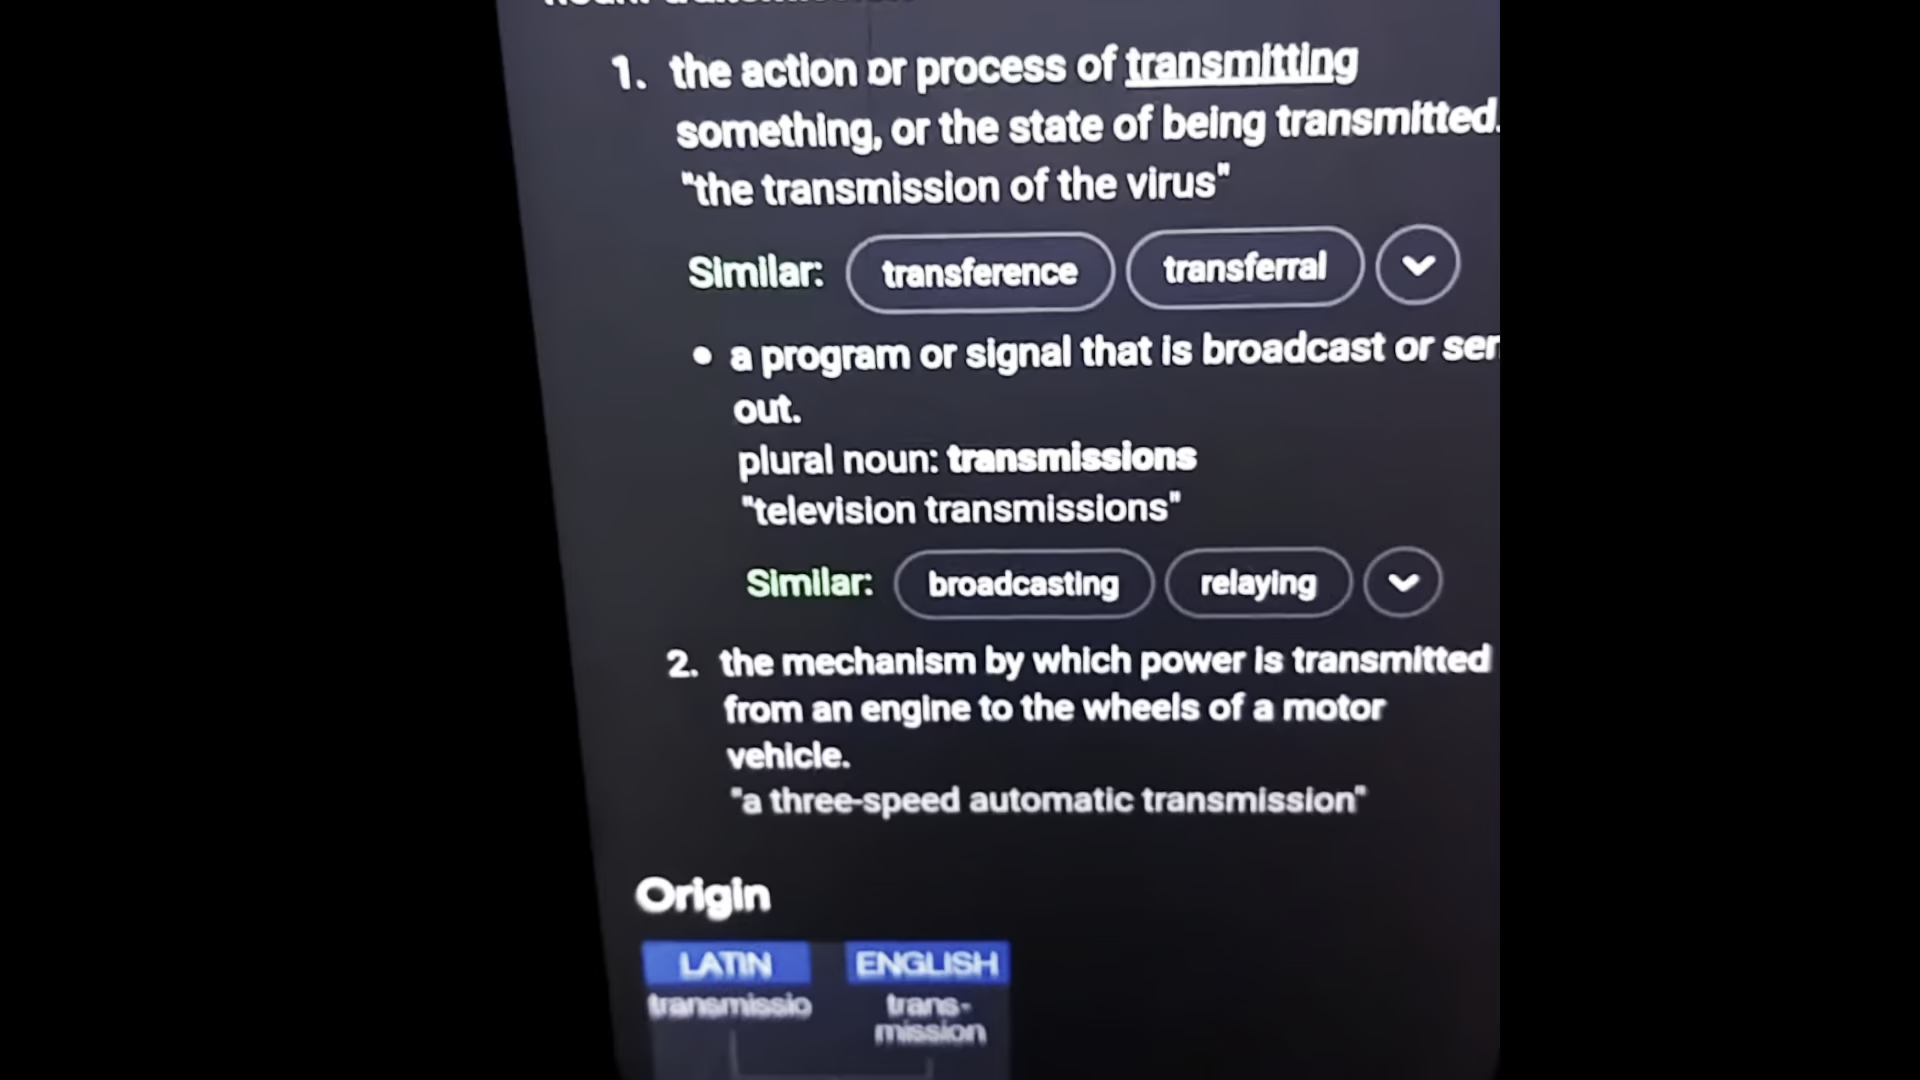 1. the action or process of transmitting
something, or the state of being transmitted.
"the transmission of the virus"
Similar: transference transferral
• a program or signal that is broadcast or
out.
plural noun: transmissions
"television transmissions"
Similar: broadcasting relaying
2. the mechanism by which power is transmitted
from an engine to the wheels of a motor
vehicle.
"a three-speed automatic transmission"
Origin
LATIN ENGLISH
transmissio trans-
mission